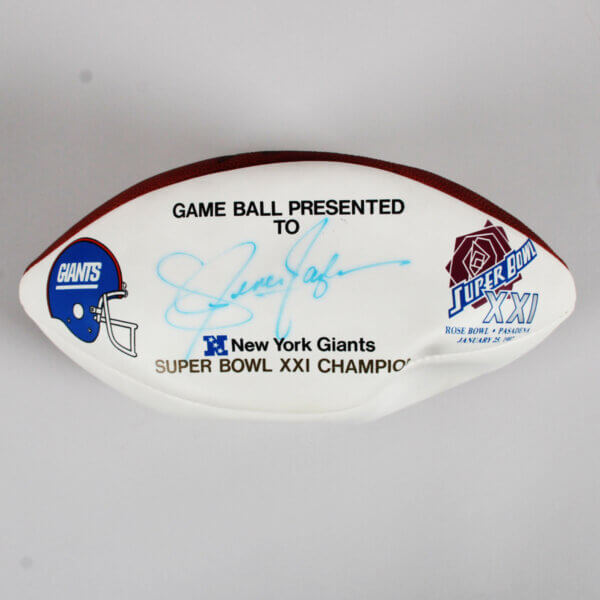 GAME BALL PRESENTED
TO
GIANTS
New York Giants
SUPER BOWL XXI CHAMPIO
SUPER BOWL
XXI
ROSE BOWL • PASADENA
JANUARY 25, 198